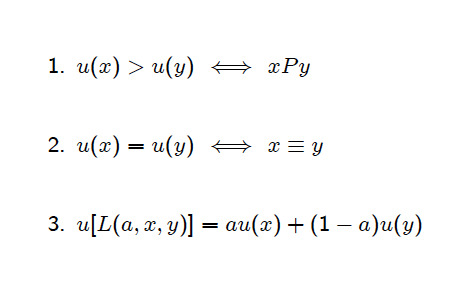 1. u(x) > u(y) ⟺ xPy
2. u(x) = u(y) ⟺ x ≡ y
3. u[L(a, x, y)] = au(x) + (1 − a)u(y)